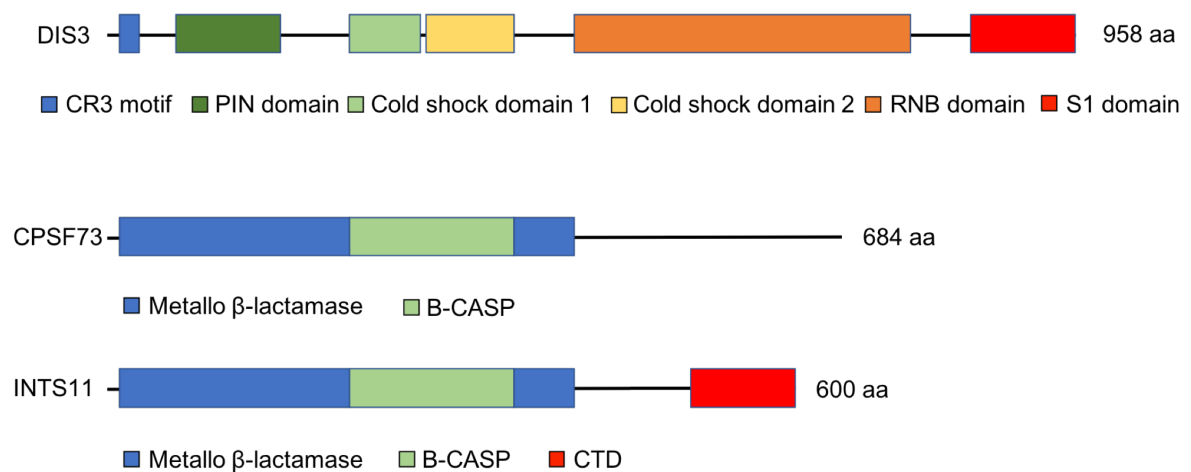 DIS3 958 aa
CR3 motif PIN domain Cold shock domain 1 Cold shock domain 2 RNB domain S1 domain
CPSF73 684 aa
Metallo β-lactamase B-CASP
INTS11 600 aa
Metallo β-lactamase B-CASP CTD